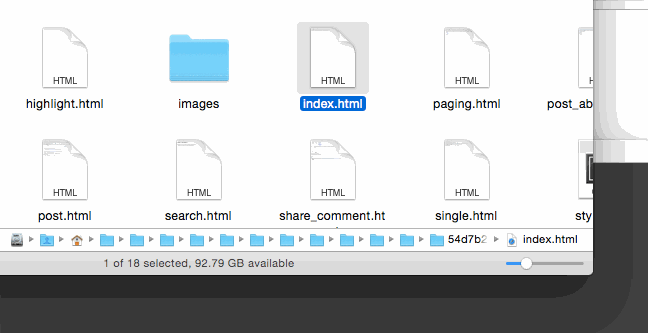 HTML HTML HTML
highlight.html images index.html paging.html post_ab
HTML HTML HTML HTML
post.html search.html share_comment.ht single.html sty
54d7b2 index.html
1 of 18 selected, 92.79 GB available